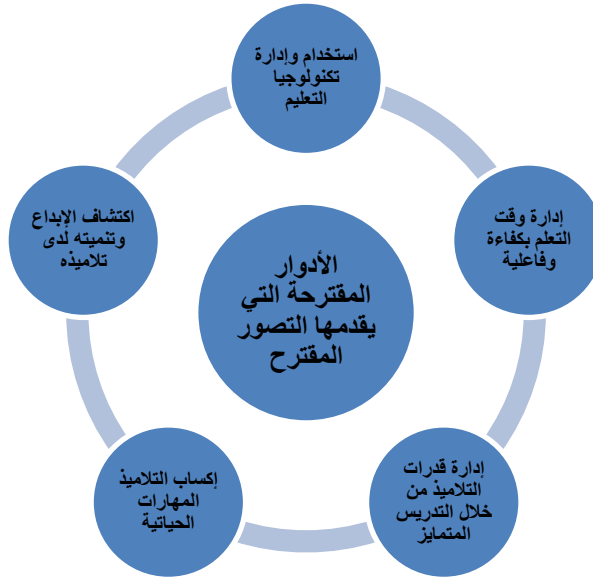 استخدام وإدارة
تكنولوجيا
التعليم
إدارة وقت
التعلم بكفاءة
وفاعلية
إدارة قدرات
التلاميذ من
خلال التدريس
المتمايز
إكساب التلاميذ
المهارات
الحياتية
اكتشاف الإبداع
وتنميته لدى
تلاميذه
الأدوار
المقترحة التي
يقدمها التصور
المقترح